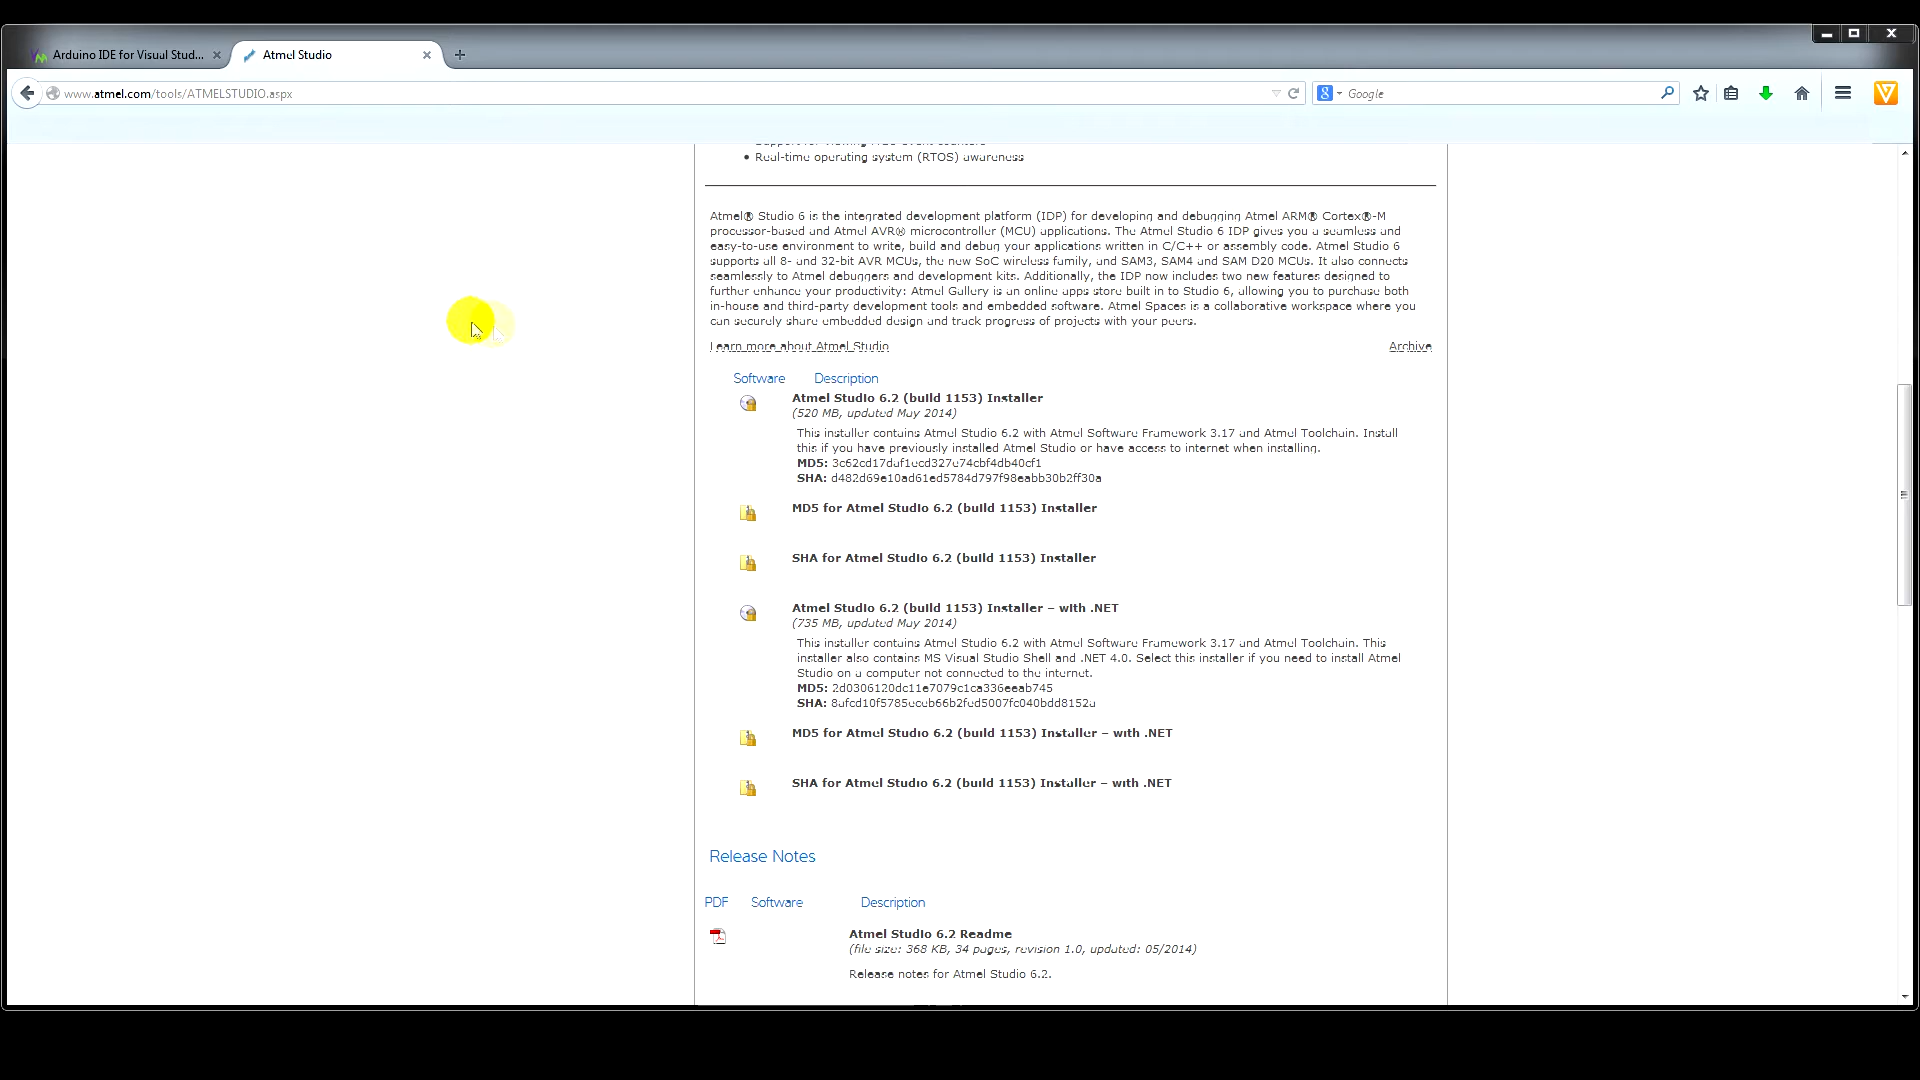 Arduino IDE for Visual Stud...
Atmel Studio
www.atmel.com/tools/ATMELSTUDIO.aspx
Google
• Real-time operating system (RTOS) awareness
Atmel® Studio 6 is the integrated development platform (IDP) for developing and debugging Atmel ARM® Cortex®-M
processor-based and Atmel AVR® microcontroller (MCU) applications. The Atmel Studio 6 IDP gives you a seamless and
easy-to-use environment to write, build and debug your applications written in C/C++ or assembly code. Atmel Studio 6
supports all 8- and 32-bit AVR MCUs, the new SoC wireless family, and SAM3, SAM4 and SAM D20 MCUs. It also connects
seamlessly to Atmel debuggers and development kits. Additionally, the IDP now includes two new features designed to
further enhance your productivity: Atmel Gallery is an online apps store built in to Studio 6, allowing you to purchase both
in-house and third-party development tools and embedded software. Atmel Spaces is a collaborative workspace where you
can securely share embedded design and track progress of projects with your peers.
Learn more about Atmel Studio
Archive
Software Description
Atmel Studio 6.2 (build 1153) Installer
(520 MB, updated May 2014)
This installer contains Atmel Studio 6.2 with Atmel Software Framework 3.17 and Atmel Toolchain. Install
this if you have previously installed Atmel Studio or have access to internet when installing.
MD5: 3c62cd17daf1ecd327e74cbf4db40cf1
SHA: d482d69e10ad61ed5784d797f98eabb30b2ff30a
MD5 for Atmel Studio 6.2 (build 1153) Installer
SHA for Atmel Studio 6.2 (build 1153) Installer
Atmel Studio 6.2 (build 1153) Installer – with .NET
(735 MB, updated May 2014)
This installer contains Atmel Studio 6.2 with Atmel Software Framework 3.17 and Atmel Toolchain. This
installer also contains MS Visual Studio Shell and .NET 4.0. Select this installer if you need to install Atmel
Studio on a computer not connected to the internet.
MD5: 2d0306120dc11e7079c1ca336eeab745
SHA: 8afcd10f5785eceb66b2fed5007fc040bdd8152a
MD5 for Atmel Studio 6.2 (build 1153) Installer – with .NET
SHA for Atmel Studio 6.2 (build 1153) Installer – with .NET
Release Notes
PDF Software Description
Atmel Studio 6.2 Readme
(file size: 368 KB, 34 pages, revision 1.0, updated: 05/2014)
Release notes for Atmel Studio 6.2.